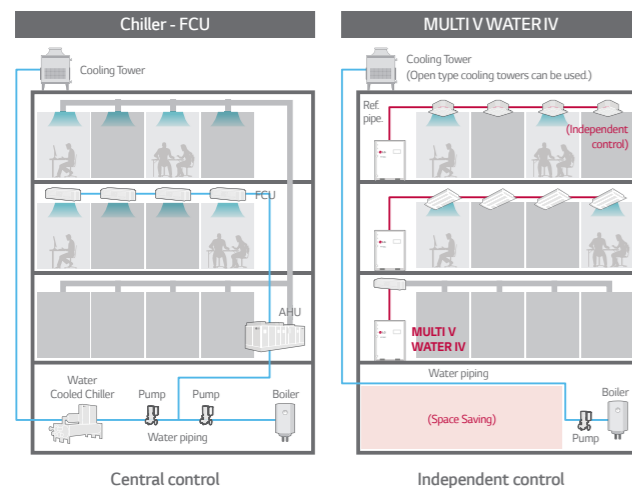 Chiller - FCU
Cooling Tower
FCU
AHU
Water
Cooled Chiller
Pump
Pump
Boiler
Water piping
Central control
MULTI V WATER IV
Cooling Tower
(Open type cooling towers can be used.)
Ref.
pipe.
(Independent
control)
MULTI V
WATER IV
Water piping
Boiler
(Space Saving)
Pump
Independent control